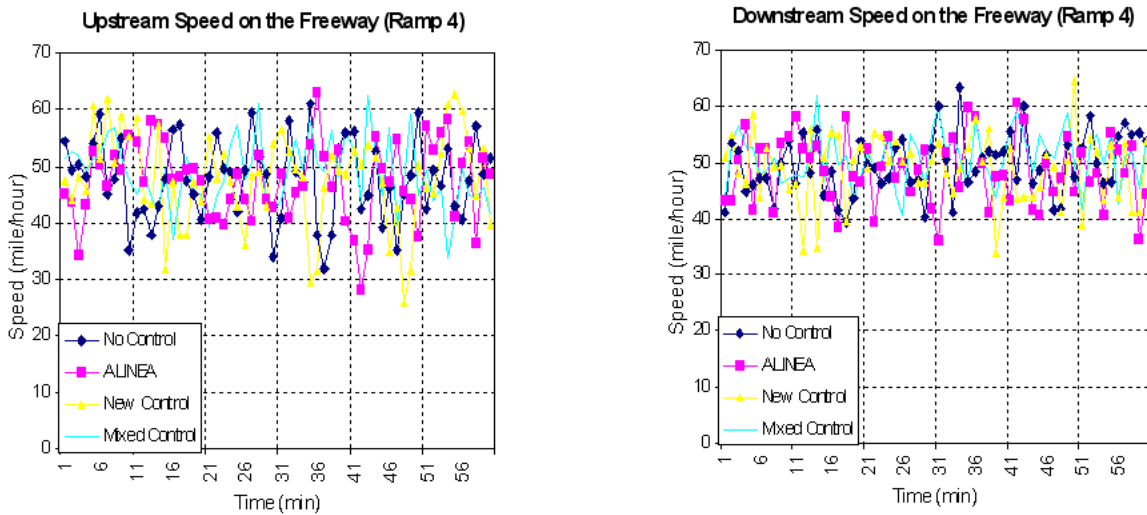 Upstream Speed on the Freeway (Ramp 4)
70
60
50
40
30
20
10
0
Speed (mile/hour)
No Control
ALINEA
New Control
Mixed Control
1 6 11 16 21 26 31 36 41 46 51 56
Time (min)
Downstream Speed on the Freeway (Ramp 4)
70
60
50
40
30
20
10
0
Speed (mile/hour)
No Control
ALINEA
New Control
Mixed Control
1 6 11 16 21 26 31 36 41 46 51 56
Time (min)